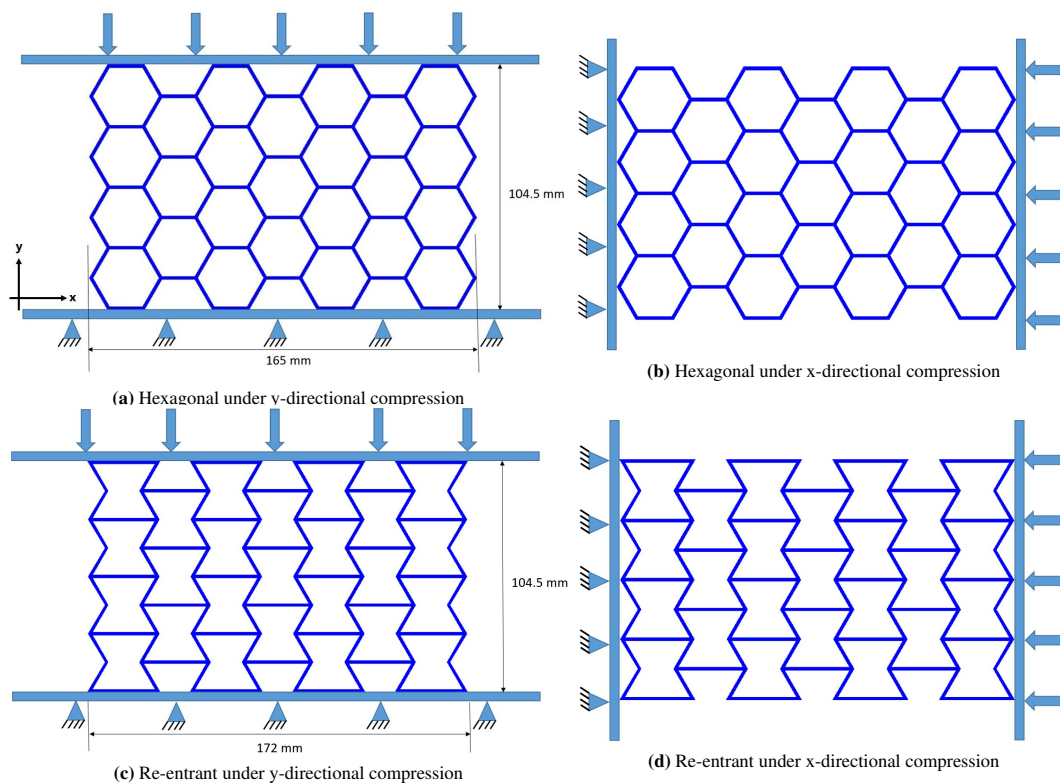 104.5 mm
y
x
165 mm
(a) Hexagonal under y-directional compression
(b) Hexagonal under x-directional compression
104.5 mm
172 mm
(c) Re-entrant under y-directional compression
(d) Re-entrant under x-directional compression